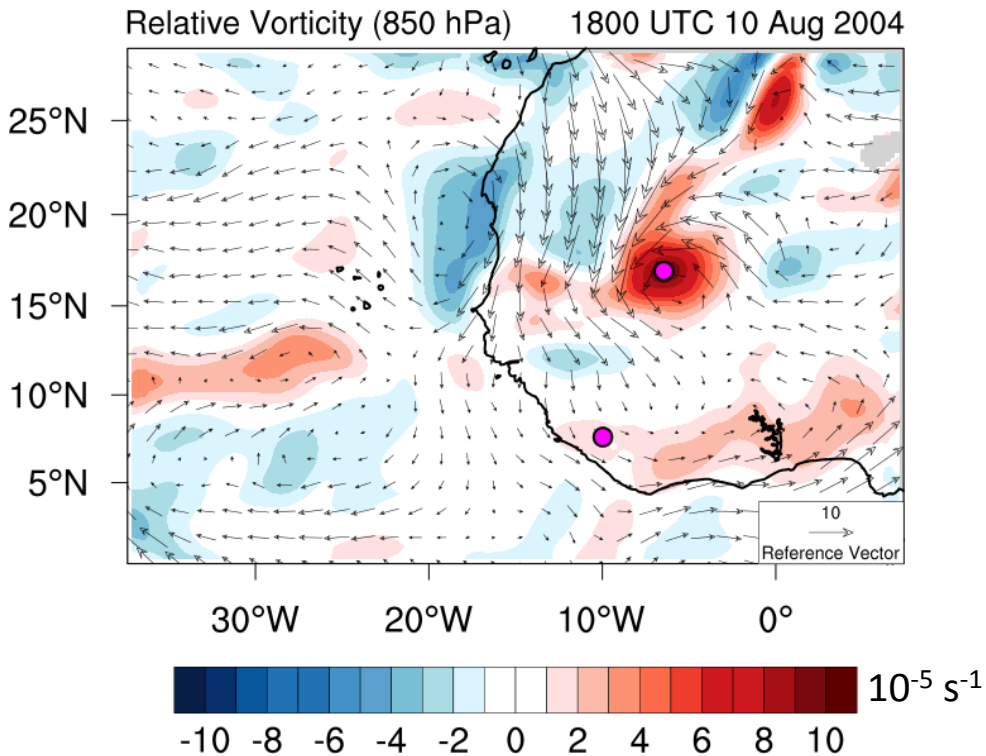 Relative Vorticity (850 hPa) 1800 UTC 10 Aug 2004
25°N
20°N
15°N
10°N
5°N
10
Reference Vector
30°W 20°W 10°W 0°
10⁻⁵ s⁻¹
-10 -8 -6 -4 -2 0 2 4 6 8 10